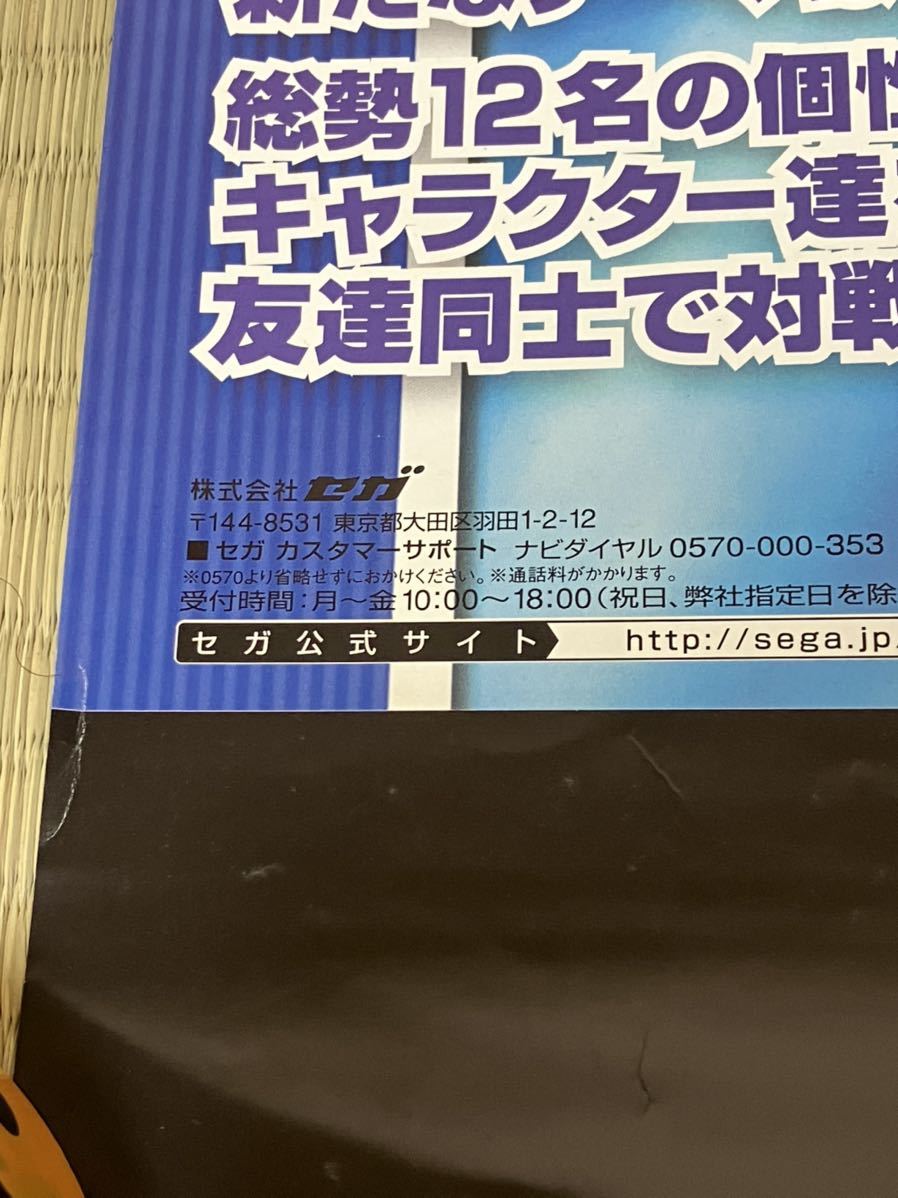 総勢12名の個性
キャラクター達
友達同士で対戦
株式会社 セガ
〒144-8531 東京都大田区羽田1-2-12
■ セガ カスタマーサポート ナビダイヤル 0570-000-353
※0570より省略せずにおかけください。※通話料がかかります。
受付時間：月～金 10:00～18:00（祝日、弊社指定日を除
セガ公式サイト http://sega.jp/